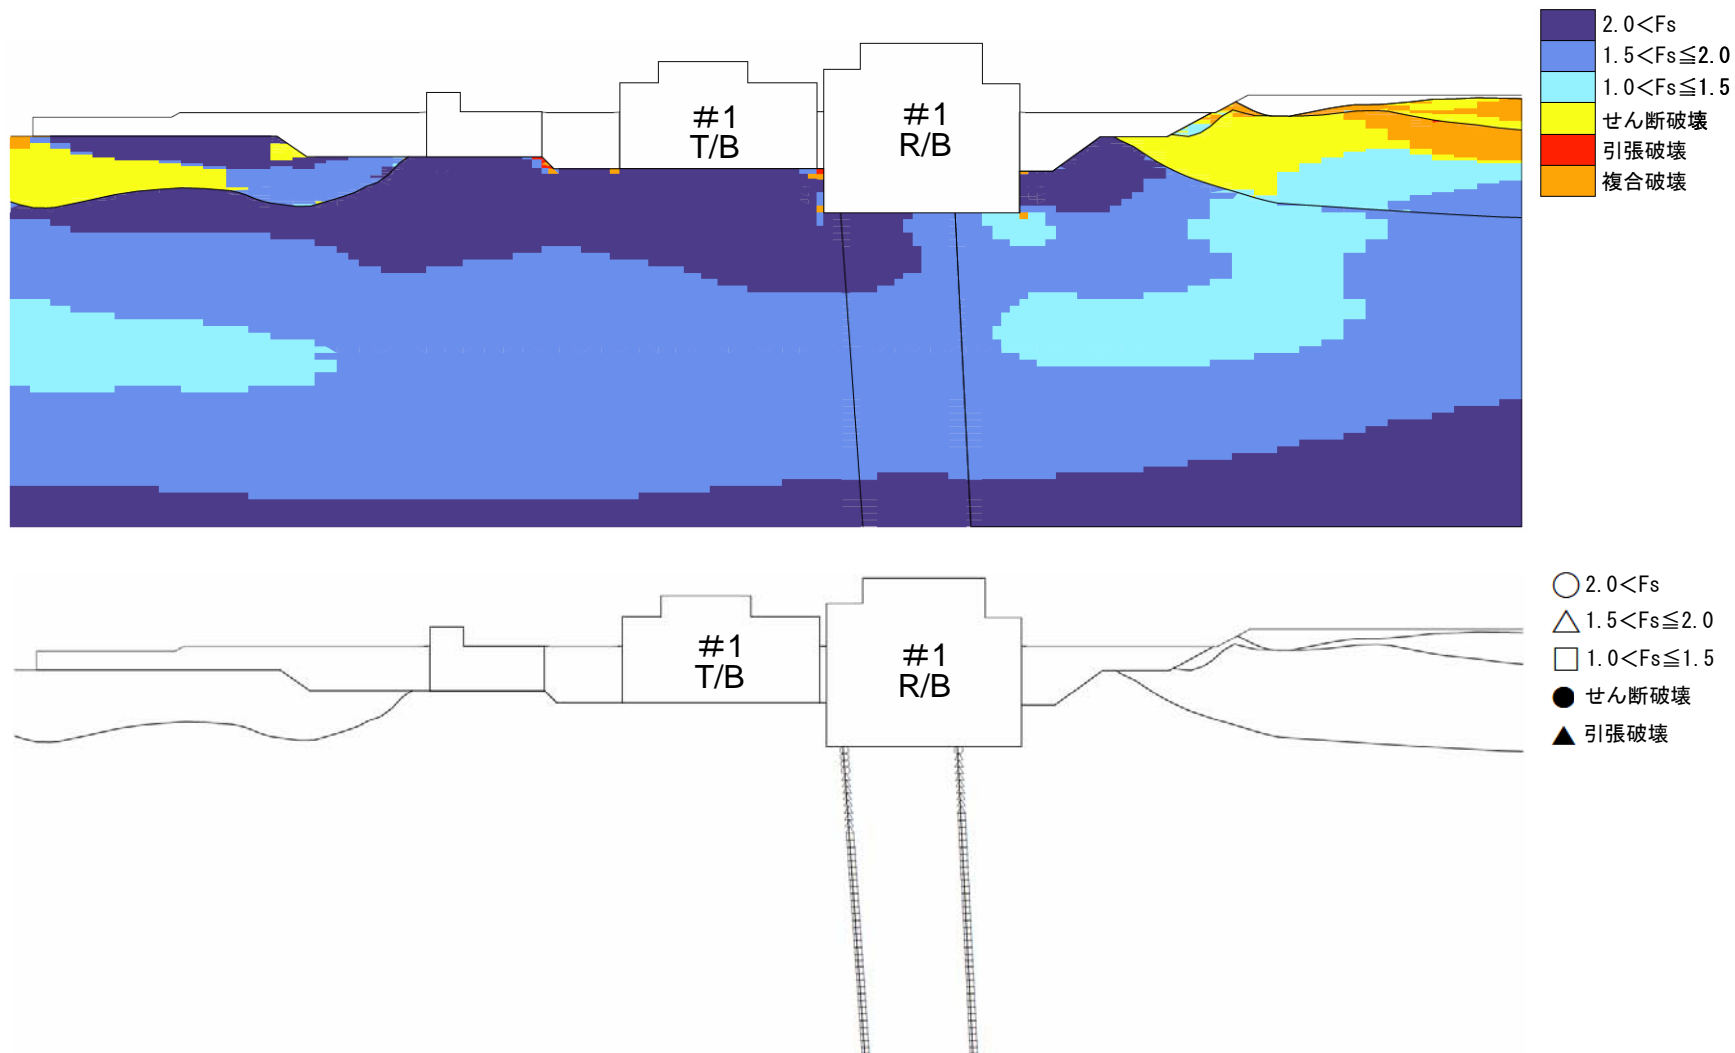 2.0<Fs
1.5<Fs≦2.0
1.0<Fs≦1.5
せん断破壊
引張破壊
複合破壊
#1
T/B
#1
R/B
○ 2.0<Fs
△ 1.5<Fs≦2.0
□ 1.0<Fs≦1.5
● せん断破壊
▲ 引張破壊
#1
T/B
#1
R/B